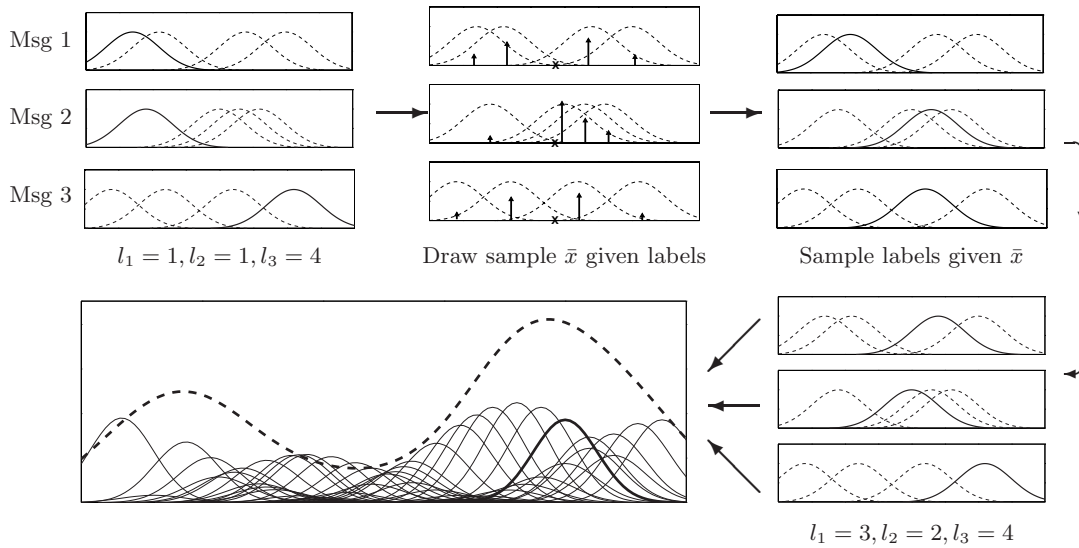 Msg 1
Msg 2
Msg 3
l₁ = 1, l₂ = 1, l₃ = 4
Draw sample x̄ given labels
Sample labels given x̄
l₁ = 3, l₂ = 2, l₃ = 4